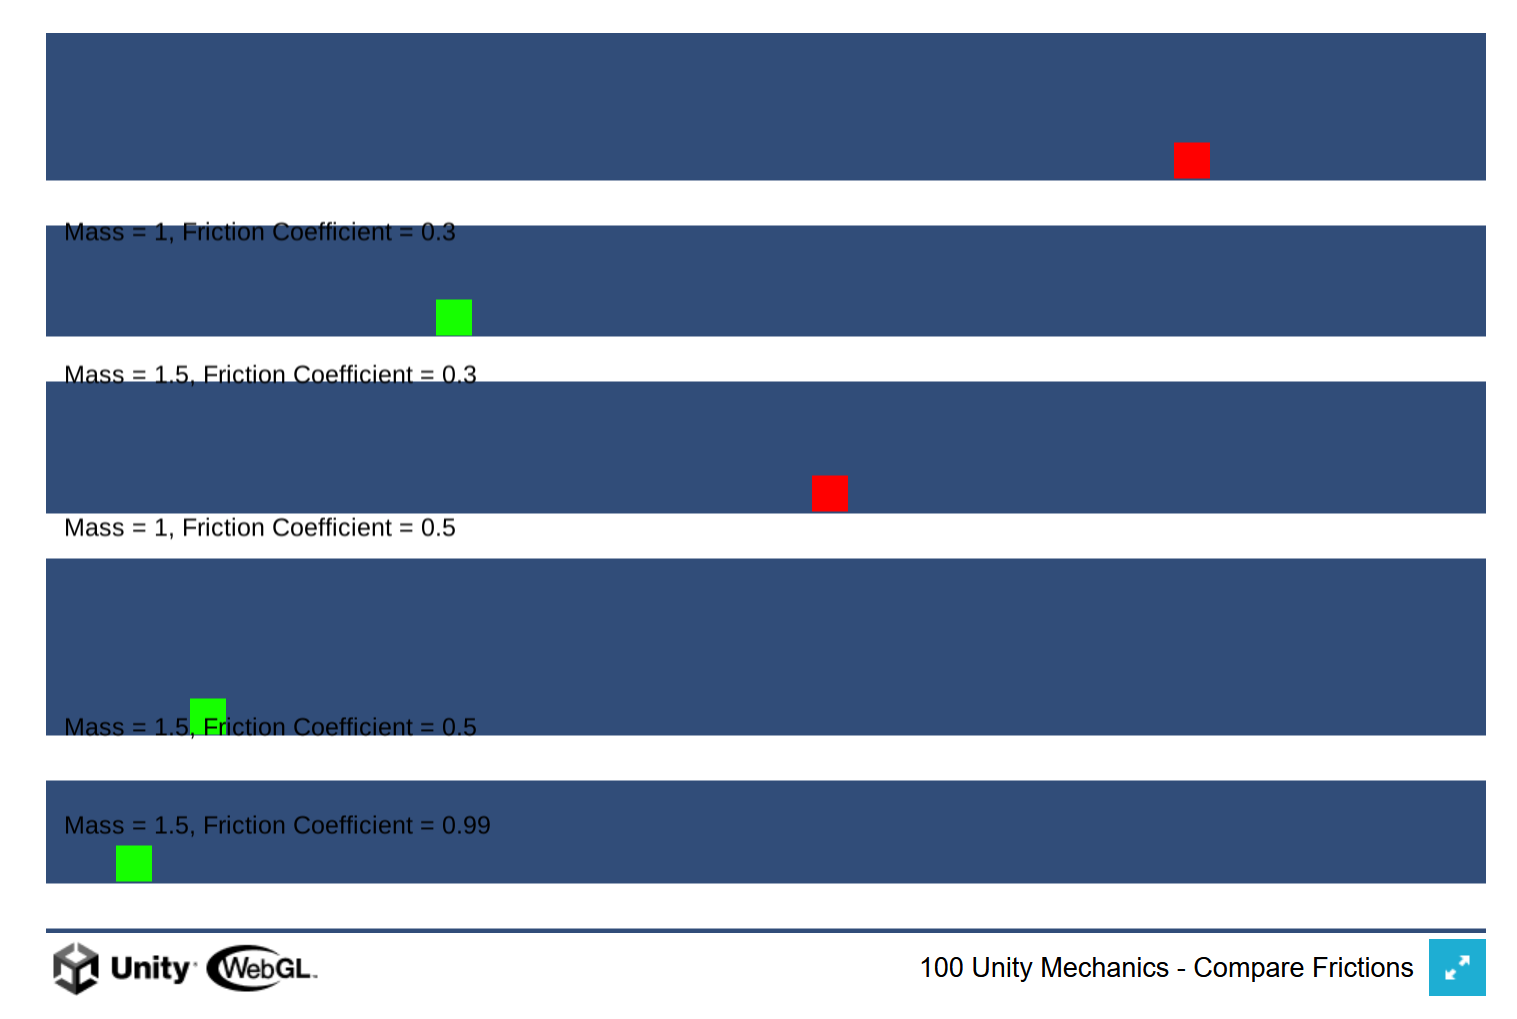 Mass = 1, Friction Coefficient = 0.3
Mass = 1.5, Friction Coefficient = 0.3
Mass = 1, Friction Coefficient = 0.5
Mass = 1.5, Friction Coefficient = 0.5
Mass = 1.5, Friction Coefficient = 0.99
Unity WebGL
100 Unity Mechanics - Compare Frictions